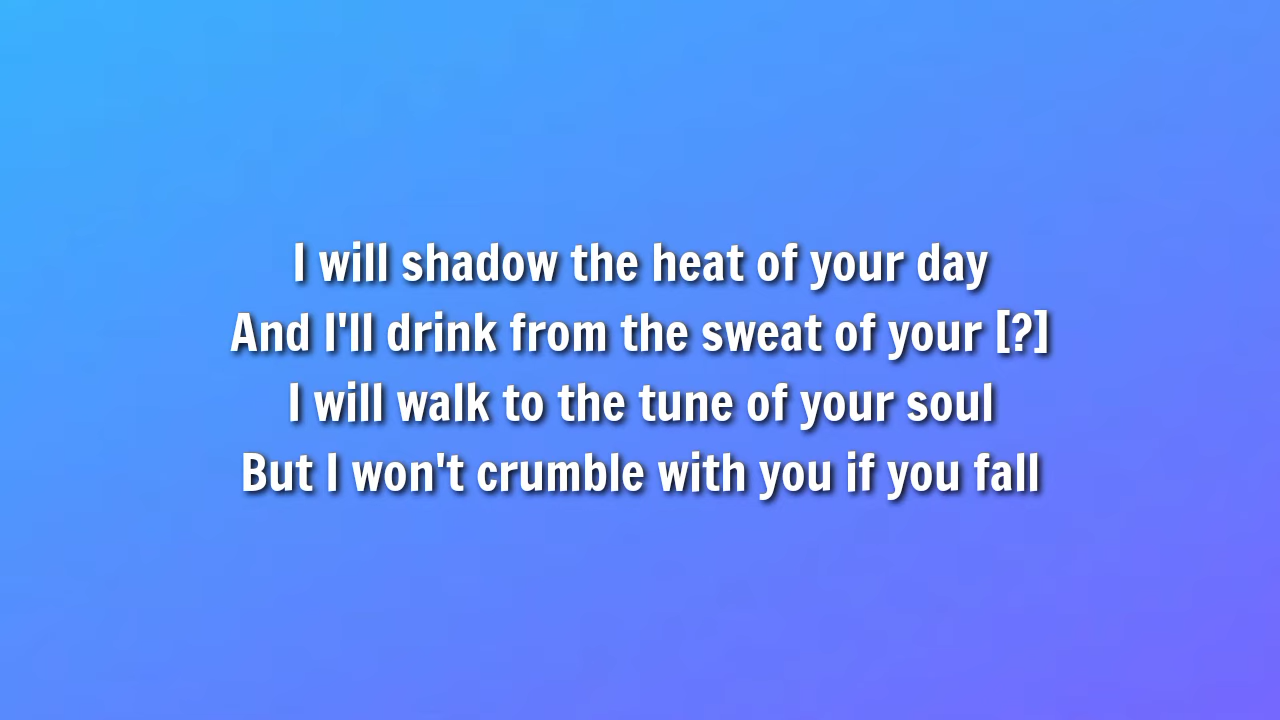 I will shadow the heat of your day
And I'll drink from the sweat of your [?]
I will walk to the tune of your soul
But I won't crumble with you if you fall